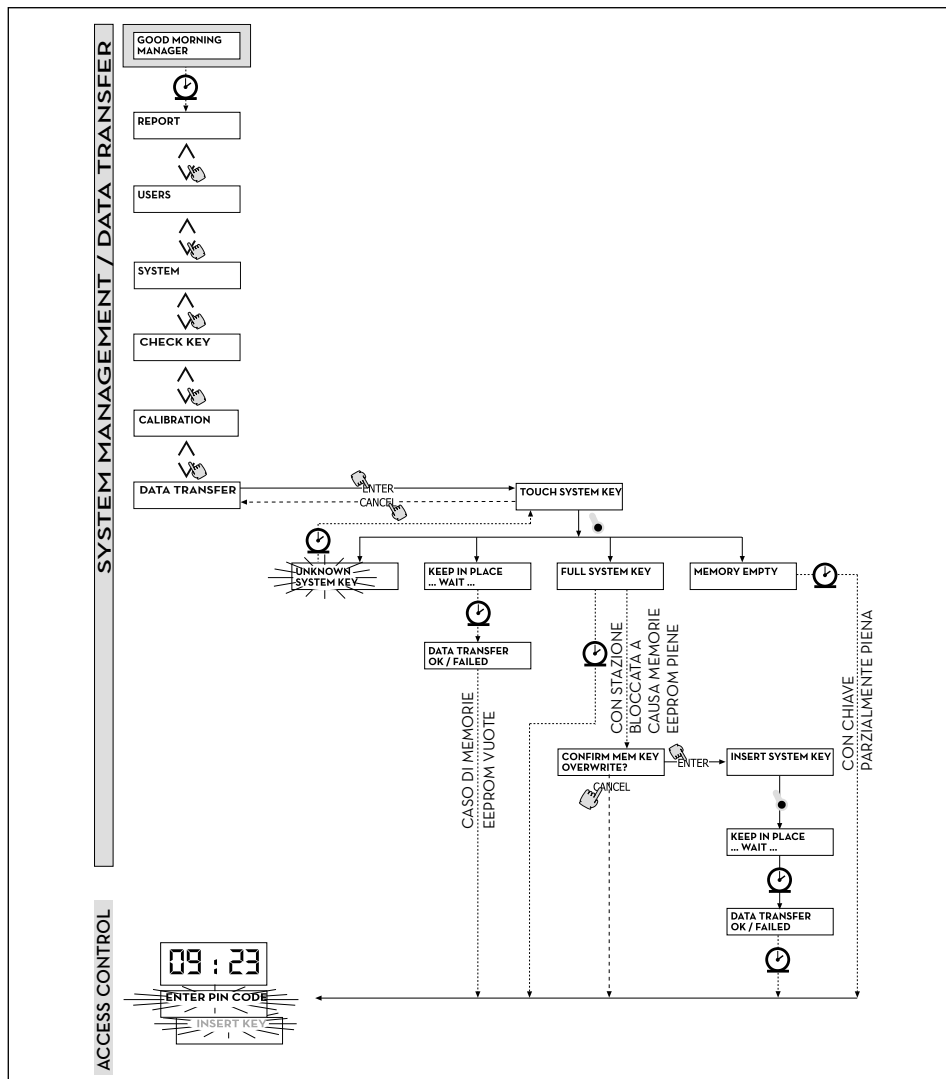 SYSTEM MANAGEMENT / DATA TRANSFER
GOOD MORNING
MANAGER
REPORT
USERS
SYSTEM
CHECK KEY
CALIBRATION
DATA TRANSFER
ENTER
CANCEL
TOUCH SYSTEM KEY
UNKNOWN
SYSTEM KEY
KEEP IN PLACE
... WAIT ...
FULL SYSTEM KEY
MEMORY EMPTY
DATA TRANSFER
OK / FAILED
CASO DI MEMORIE
EEPROM VUOTE
CON STAZIONE
BLOCCATA A
CAUSA MEMORIE
EEPROM PIENE
CON CHIAVE
PARZIALMENTE PIENA
CONFIRM MEM KEY
OVERWRITE?
ENTER
CANCEL
INSERT SYSTEM KEY
KEEP IN PLACE
... WAIT ...
DATA TRANSFER
OK / FAILED
ACCESS CONTROL
09 : 23
ENTER PIN CODE
INSERT KEY